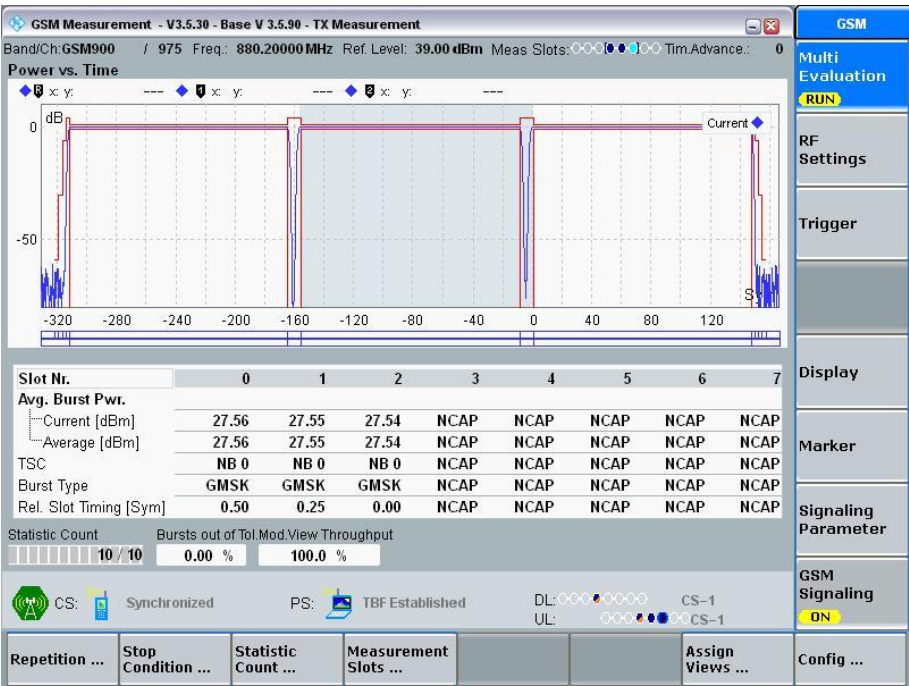 GSM Measurement - V3.5.30 - Base V 3.5.90 - TX Measurement
GSM
Band/Ch:GSM900 / 975 Freq.: 880.20000 MHz Ref. Level: 39.00 dBm Meas Slots: Tim.Advance.: 0
Power vs. Time
x: y: --- x: y: --- x: y: ---
dB
Current
0
-50
-320 -280 -240 -200 -160 -120 -80 -40 0 40 80 120
S
Slot Nr. 0 1 2 3 4 5 6 7
Avg. Burst Pwr.
Current [dBm] 27.56 27.55 27.54 NCAP NCAP NCAP NCAP NCAP
Average [dBm] 27.56 27.55 27.54 NCAP NCAP NCAP NCAP NCAP
TSC NB 0 NB 0 NB 0 NCAP NCAP NCAP NCAP NCAP
Burst Type GMSK GMSK GMSK NCAP NCAP NCAP NCAP NCAP
Rel. Slot Timing [Sym] 0.50 0.25 0.00 NCAP NCAP NCAP NCAP NCAP
Statistic Count Bursts out of Tol. Mod.View Throughput
10 / 10 0.00 % 100.0 %
CS: Synchronized PS: TBF Established DL: CS-1
UL: CS-1
Multi
Evaluation
RUN
RF
Settings
Trigger
Display
Marker
Signaling
Parameter
GSM
Signaling
ON
Repetition ...
Stop
Condition ...
Statistic
Count ...
Measurement
Slots ...
Assign
Views ...
Config ...